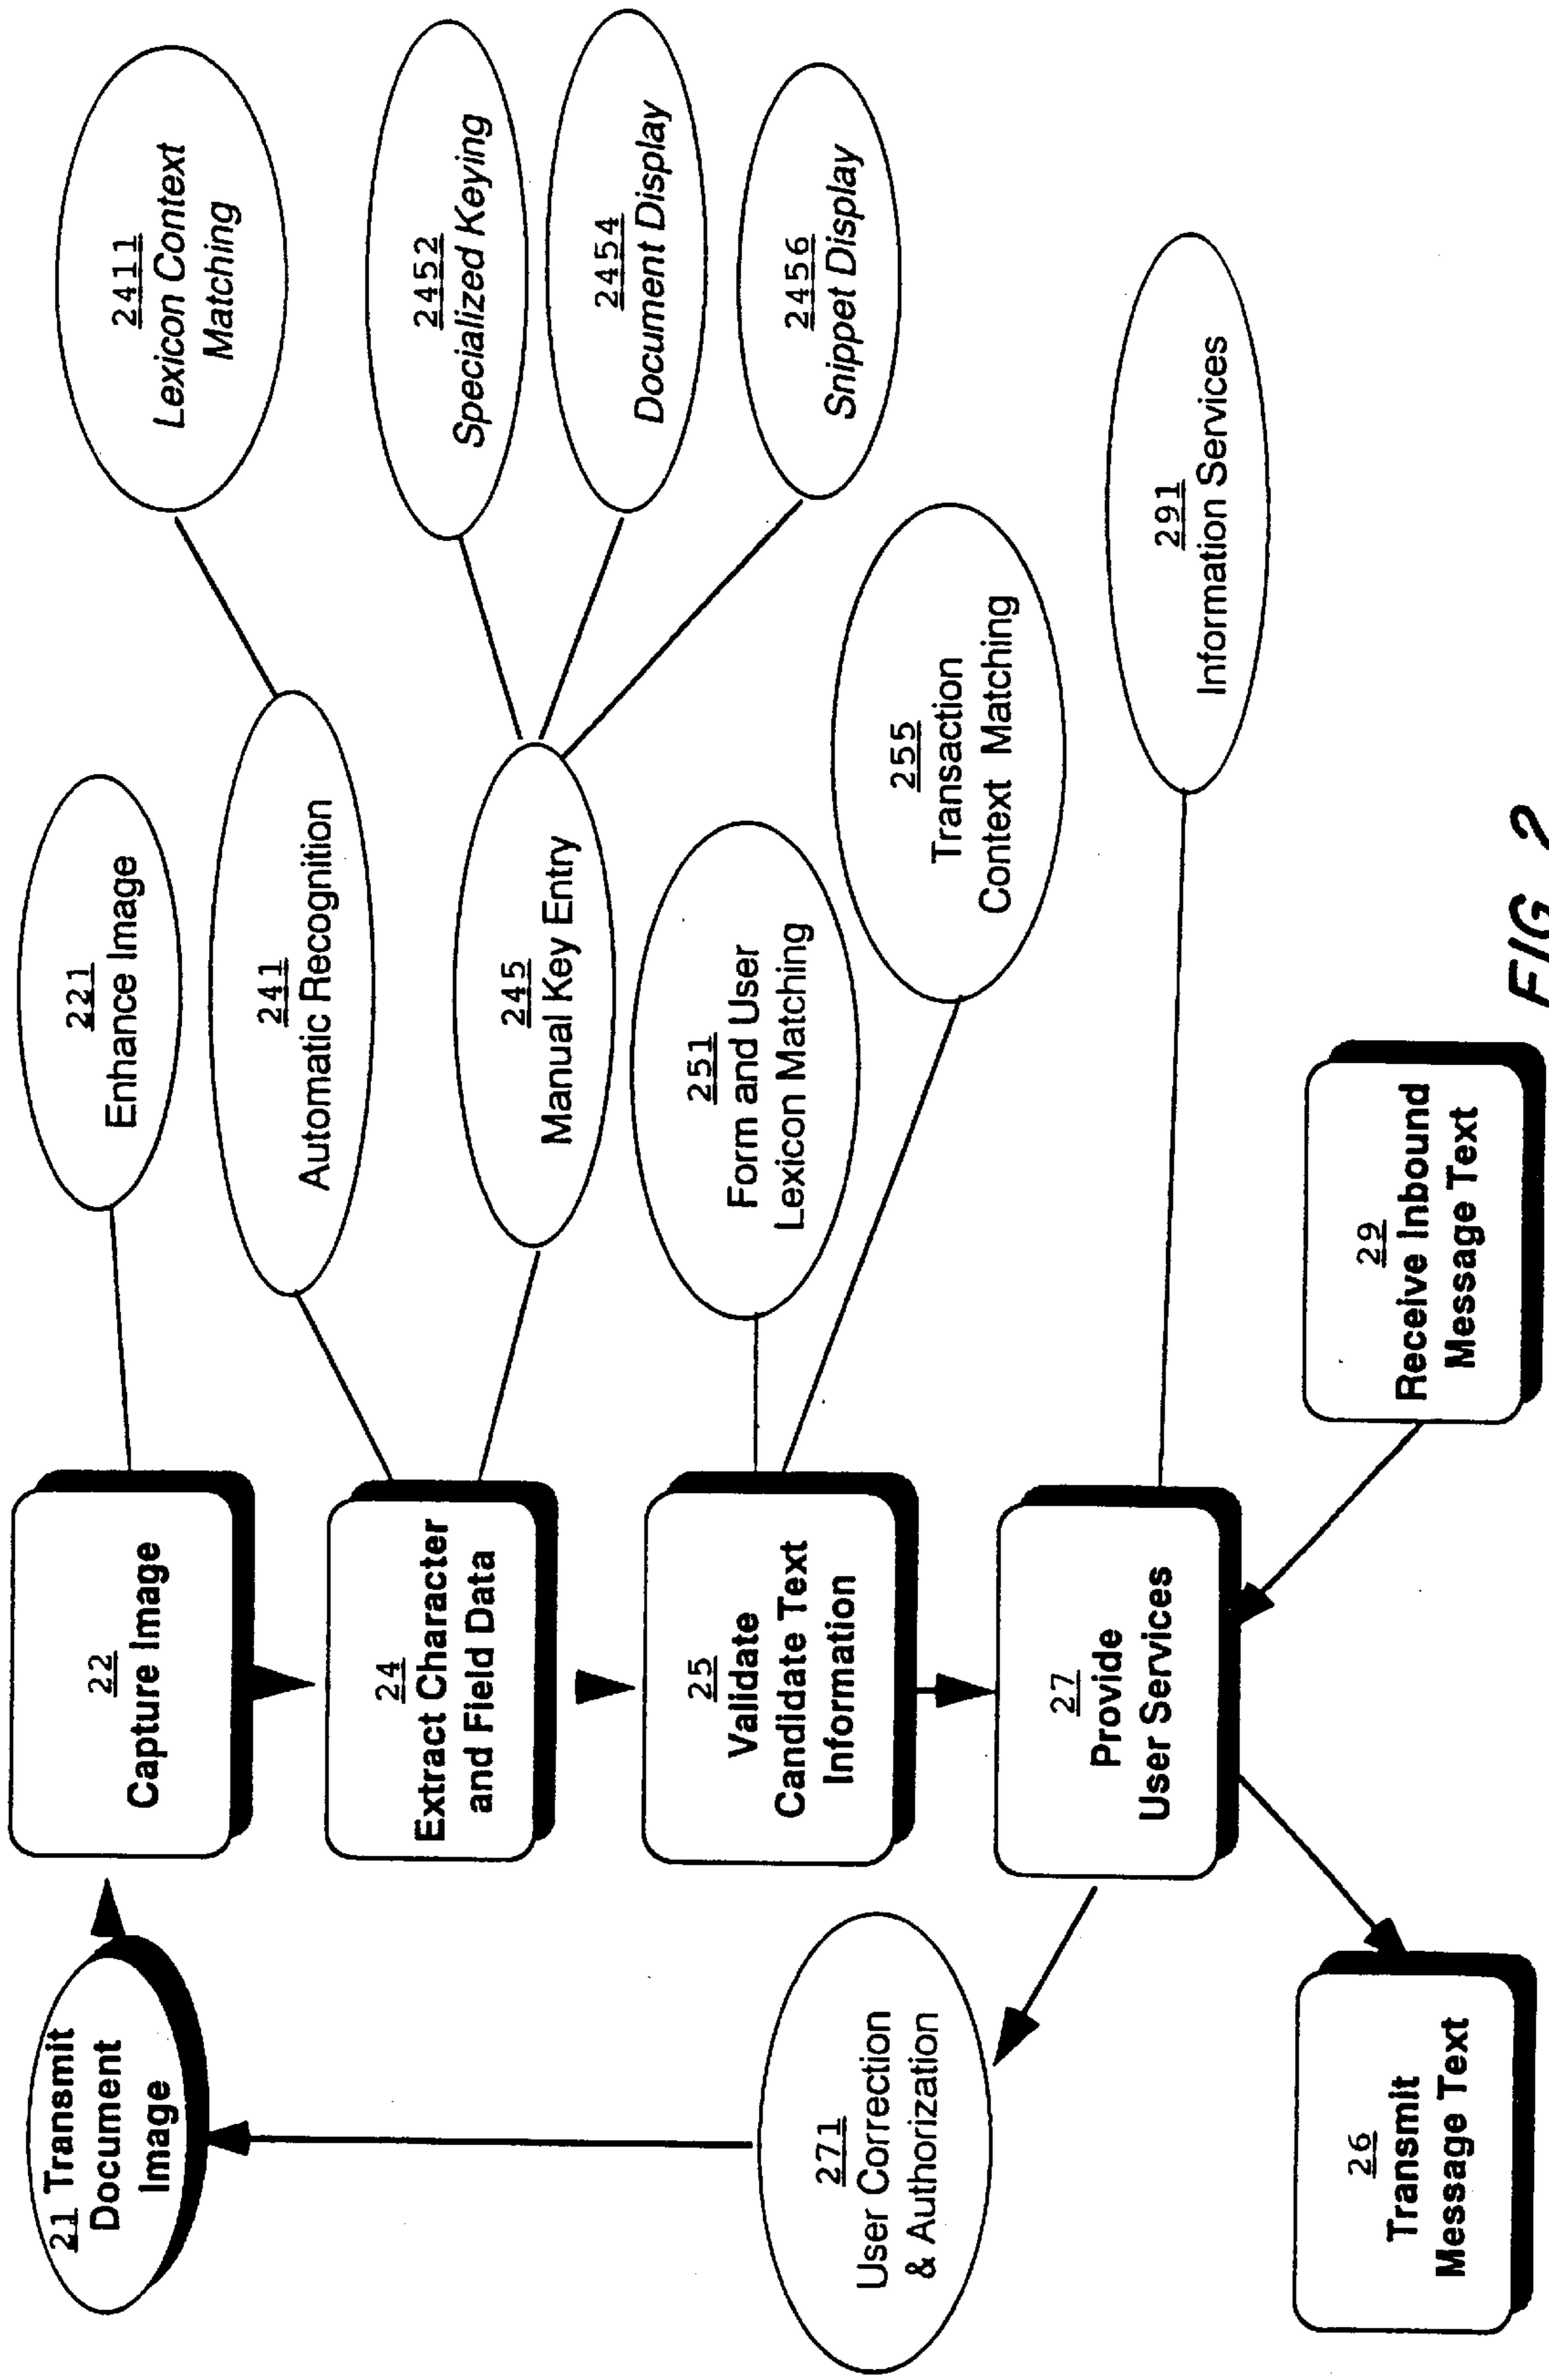 21 Transmit
Document
Image
22
Capture Image
221
Enhance Image
24
Extract Character
and Field Data
241
Automatic Recognition
2411
Lexicon Context
Matching
245
Manual Key Entry
2452
Specialized Keying
2454
Document Display
2456
Snippet Display
25
Validate
Candidate Text
Information
251
Form and User
Lexicon Matching
255
Transaction
Context Matching
27
Provide
User Services
271
User Correction
& Authorization
291
Information Services
26
Transmit
Message Text
29
Receive Inbound
Message Text
FIG. 2